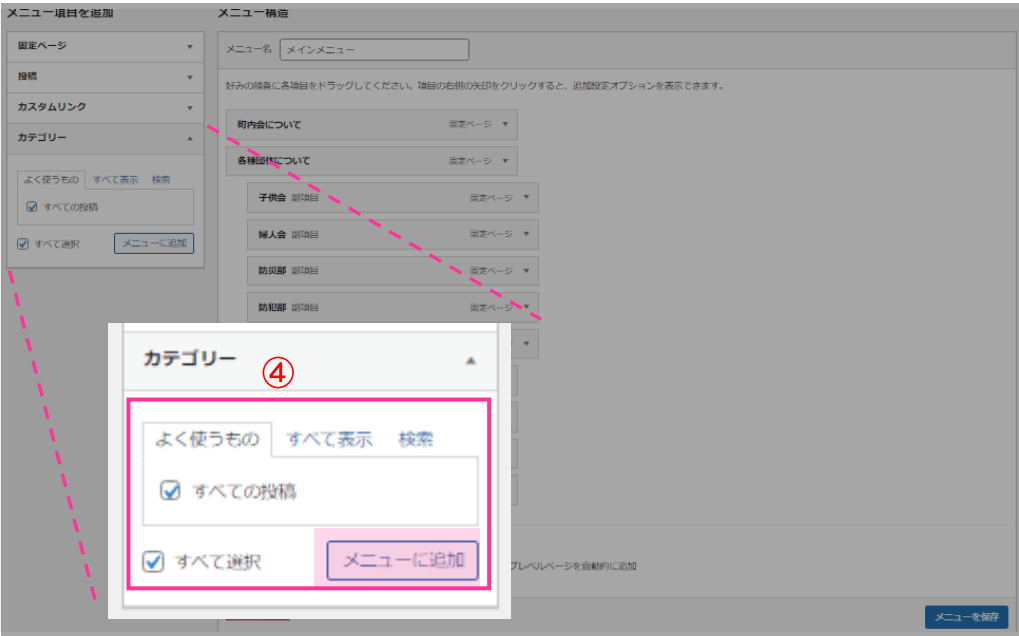 メニュー項目を追加
メニュー構造
固定ページ
投稿
カスタムリンク
カテゴリー
よく使うもの すべて表示 検索
すべての投稿
すべて選択 メニューに追加
メニュー名 メインメニュー
好みの順番に各項目をドラッグしてください。項目の右側の矢印をクリックすると、追加設定オプションを表示できます。
町内会について 固定ページ
各種団体について 固定ページ
子供会 副項目 固定ページ
婦人会 副項目 固定ページ
防災部 副項目 固定ページ
防犯部 副項目 固定ページ
カテゴリー ④
よく使うもの すべて表示 検索
すべての投稿
すべて選択 メニューに追加
プレベルページを自動的に追加
メニューを保存